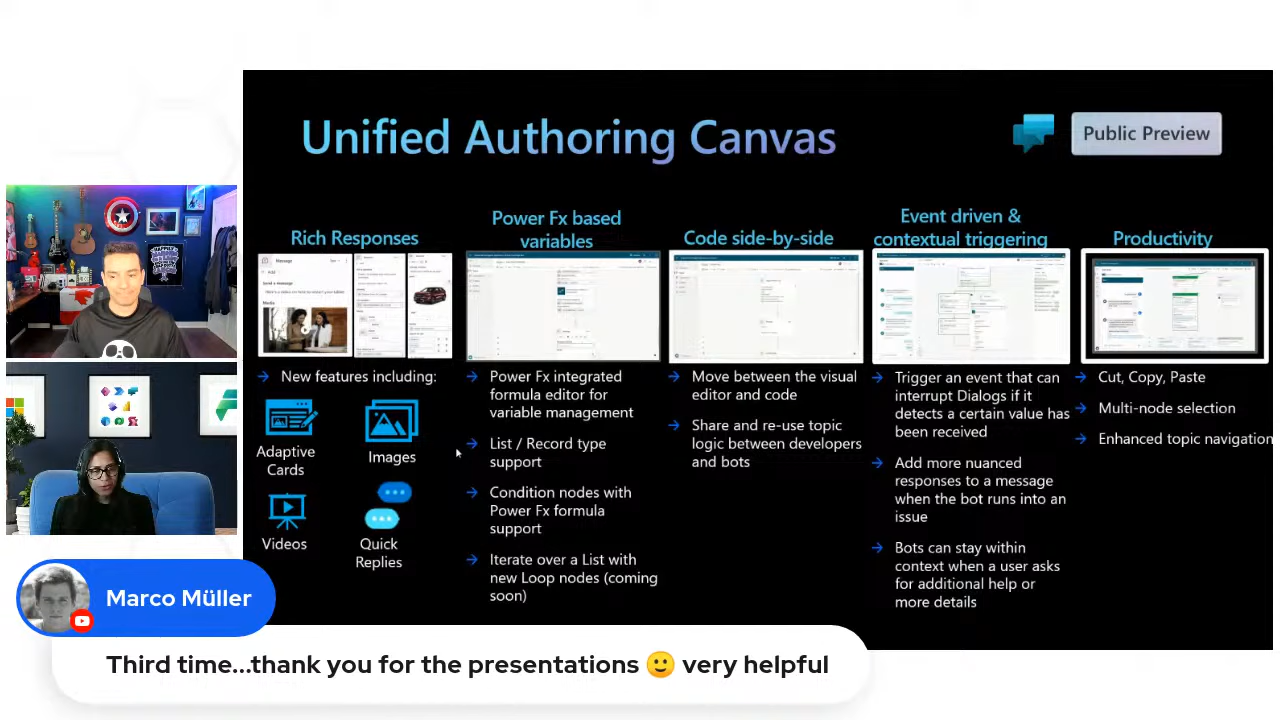 Unified Authoring Canvas
Public Preview
Rich Responses
New features including:
Adaptive
Cards
Images
Videos
Quick
Replies
Power Fx based
variables
Power Fx integrated
formula editor for
variable management
List / Record type
support
Condition nodes with
Power Fx formula
support
Iterate over a List with
new Loop nodes (coming
soon)
Code side-by-side
Move between the visual
editor and code
Share and re-use topic
logic between developers
and bots
Event driven &
contextual triggering
Trigger an event that can
interrupt Dialogs if it
detects a certain value has
been received
Add more nuanced
responses to a message
when the bot runs into an
issue
Bots can stay within
context when a user asks
for additional help or
more details
Productivity
Cut, Copy, Paste
Multi-node selection
Enhanced topic navigation
Marco Müller
Third time...thank you for the presentations 🙂 very helpful